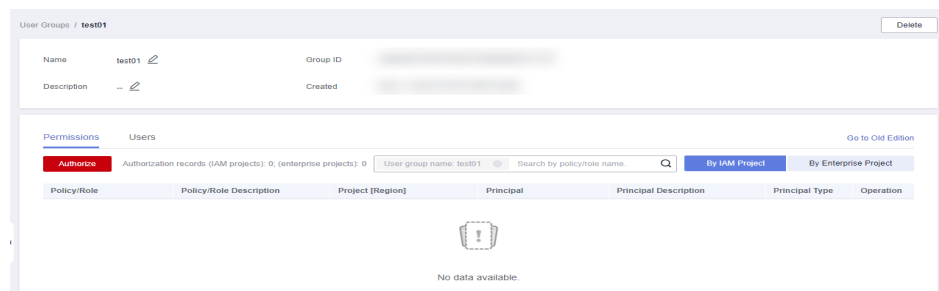 User Groups / test01 Delete
Name test01 Group ID
Description -- Created
Permissions Users Go to Old Edition
Authorize Authorization records (IAM projects): 0; (enterprise projects): 0 User group name: test01 Search by policy/role name. By IAM Project By Enterprise Project
Policy/Role Policy/Role Description Project [Region] Principal Principal Description Principal Type Operation
No data available.